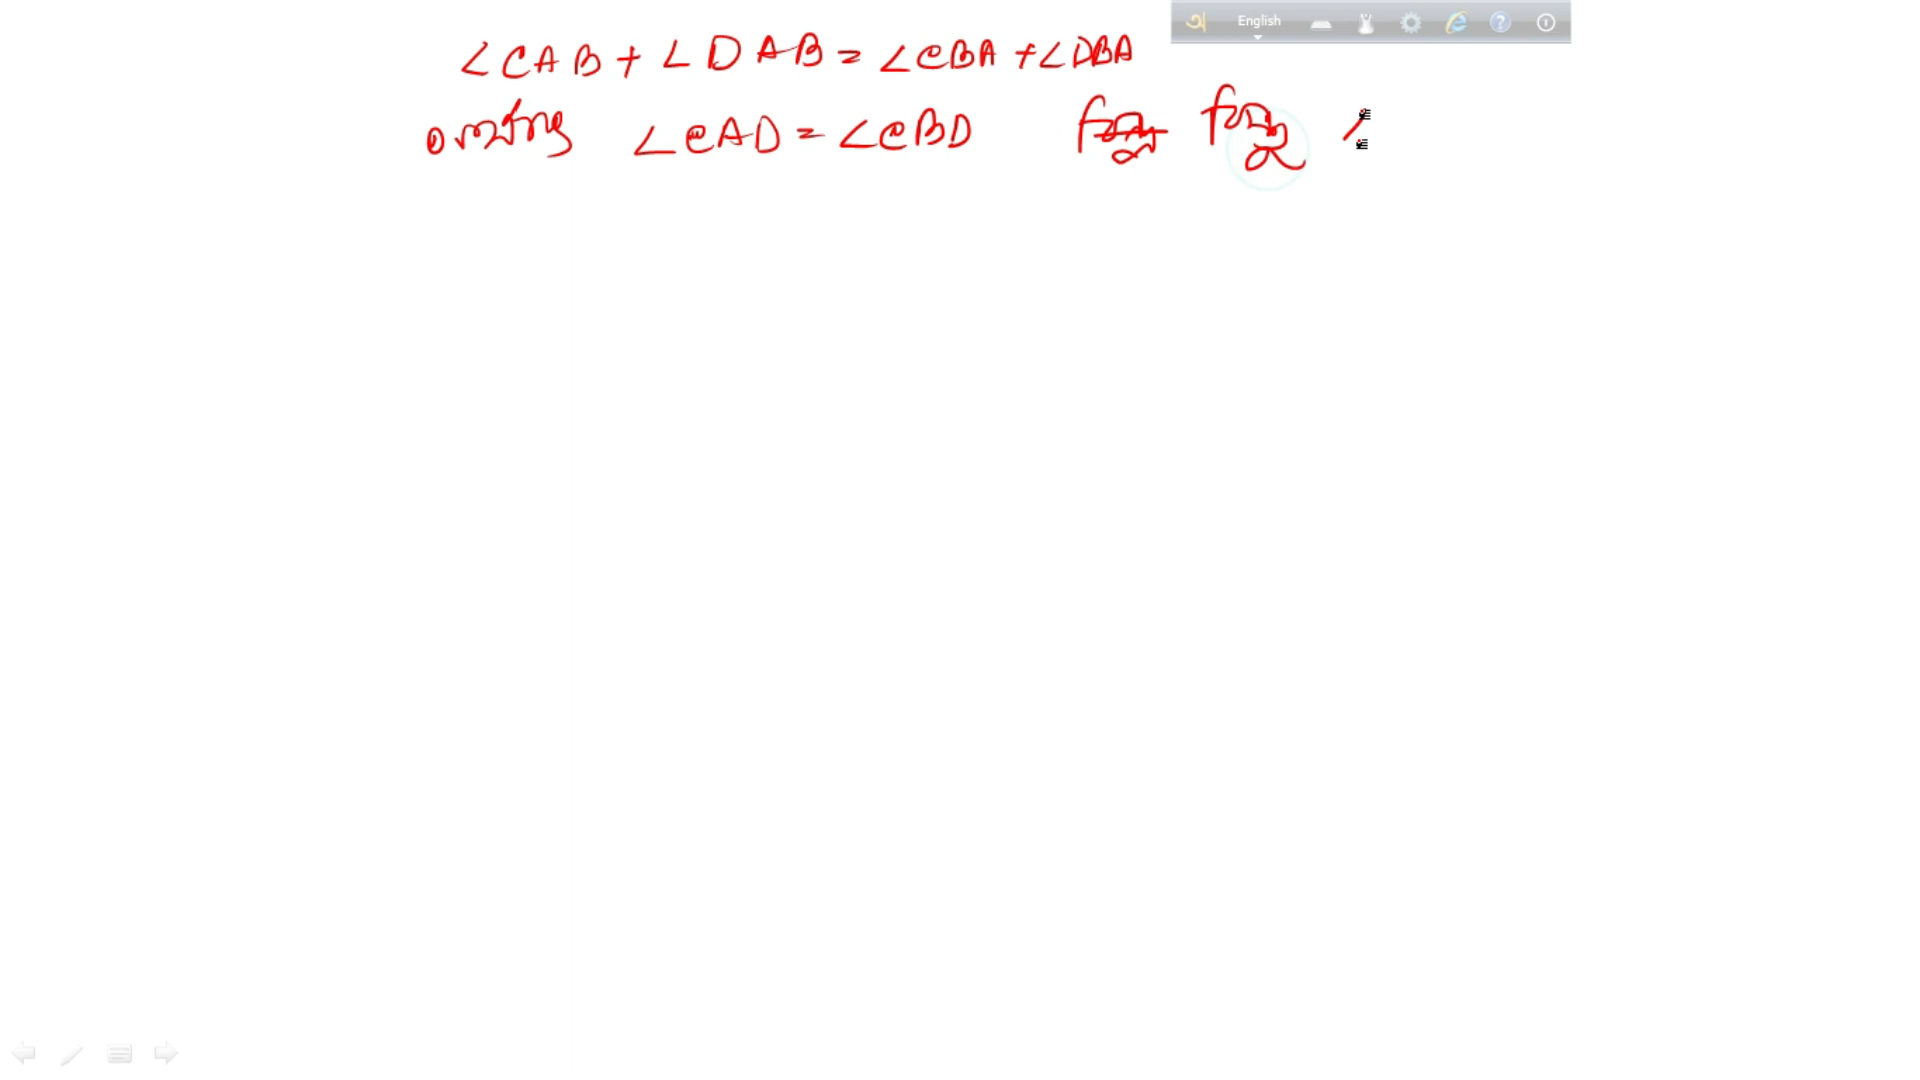 English
∠CAB + ∠DAB = ∠CBA + ∠DBA
অর্থাৎ ∠CAD = ∠CBD